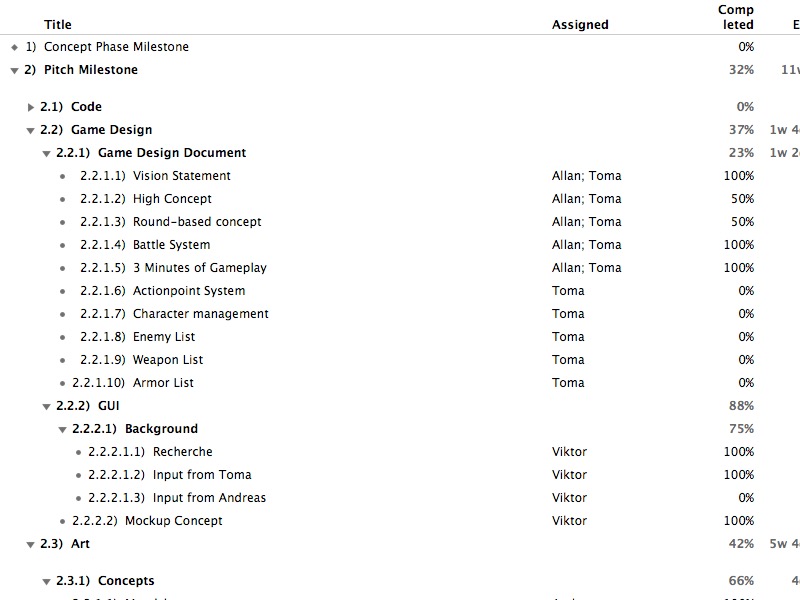 Title Assigned Comp leted E
1) Concept Phase Milestone 0%
2) Pitch Milestone 32% 11w
2.1) Code 0%
2.2) Game Design 37% 1w 4
2.2.1) Game Design Document 23% 1w 2
2.2.1.1) Vision Statement Allan; Toma 100%
2.2.1.2) High Concept Allan; Toma 50%
2.2.1.3) Round-based concept Allan; Toma 50%
2.2.1.4) Battle System Allan; Toma 100%
2.2.1.5) 3 Minutes of Gameplay Allan; Toma 100%
2.2.1.6) Actionpoint System Toma 0%
2.2.1.7) Character management Toma 0%
2.2.1.8) Enemy List Toma 0%
2.2.1.9) Weapon List Toma 0%
2.2.1.10) Armor List Toma 0%
2.2.2) GUI 88%
2.2.2.1) Background 75%
2.2.2.1.1) Recherche Viktor 100%
2.2.2.1.2) Input from Toma Viktor 100%
2.2.2.1.3) Input from Andreas Viktor 0%
2.2.2.2) Mockup Concept Viktor 100%
2.3) Art 42% 5w 4
2.3.1) Concepts 66% 4